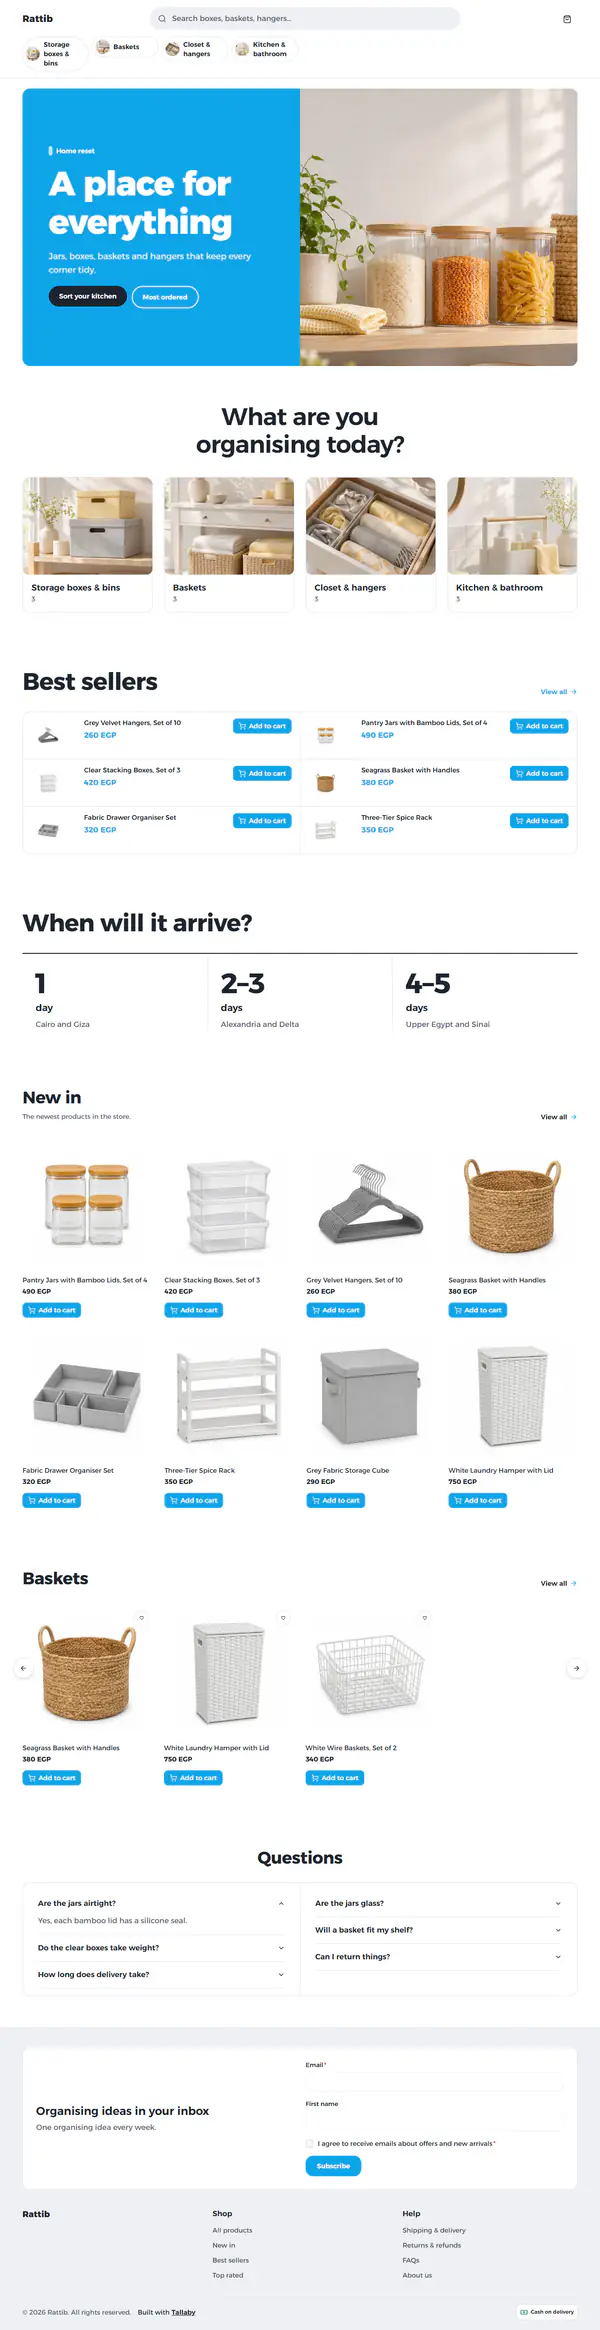 Rattib
Search boxes, baskets, hangers...
Storage
boxes &
bins
Baskets
Closet &
hangers
Kitchen &
bathroom
Home reset
A place for
everything
Jars, boxes, baskets and hangers that keep every
corner tidy.
Sort your kitchen
Most ordered
What are you
organising today?
Storage boxes & bins
3
Baskets
3
Closet & hangers
3
Kitchen & bathroom
3
Best sellers
View all
Grey Velvet Hangers, Set of 10
260 EGP
Add to cart
Pantry Jars with Bamboo Lids, Set of 4
490 EGP
Add to cart
Clear Stacking Boxes, Set of 3
420 EGP
Add to cart
Seagrass Basket with Handles
380 EGP
Add to cart
Fabric Drawer Organiser Set
320 EGP
Add to cart
Three-Tier Spice Rack
350 EGP
Add to cart
When will it arrive?
1
day
Cairo and Giza
2–3
days
Alexandria and Delta
4–5
days
Upper Egypt and Sinai
New in
The newest products in the store.
View all
Pantry Jars with Bamboo Lids, Set of 4
490 EGP
Add to cart
Clear Stacking Boxes, Set of 3
420 EGP
Add to cart
Grey Velvet Hangers, Set of 10
260 EGP
Add to cart
Seagrass Basket with Handles
380 EGP
Add to cart
Fabric Drawer Organiser Set
320 EGP
Add to cart
Three-Tier Spice Rack
350 EGP
Add to cart
Grey Fabric Storage Cube
290 EGP
Add to cart
White Laundry Hamper with Lid
750 EGP
Add to cart
Baskets
View all
Seagrass Basket with Handles
380 EGP
Add to cart
White Laundry Hamper with Lid
750 EGP
Add to cart
White Wire Baskets, Set of 2
340 EGP
Add to cart
Questions
Are the jars airtight?
Yes, each bamboo lid has a silicone seal.
Do the clear boxes take weight?
How long does delivery take?
Are the jars glass?
Will a basket fit my shelf?
Can I return things?
Organising ideas in your inbox
One organising idea every week.
Email*
First name
I agree to receive emails about offers and new arrivals*
Subscribe
Rattib
Shop
All products
New in
Best sellers
Top rated
Help
Shipping & delivery
Returns & refunds
FAQs
About us
© 2026 Rattib. All rights reserved.
Built with Tallaby
Cash on delivery